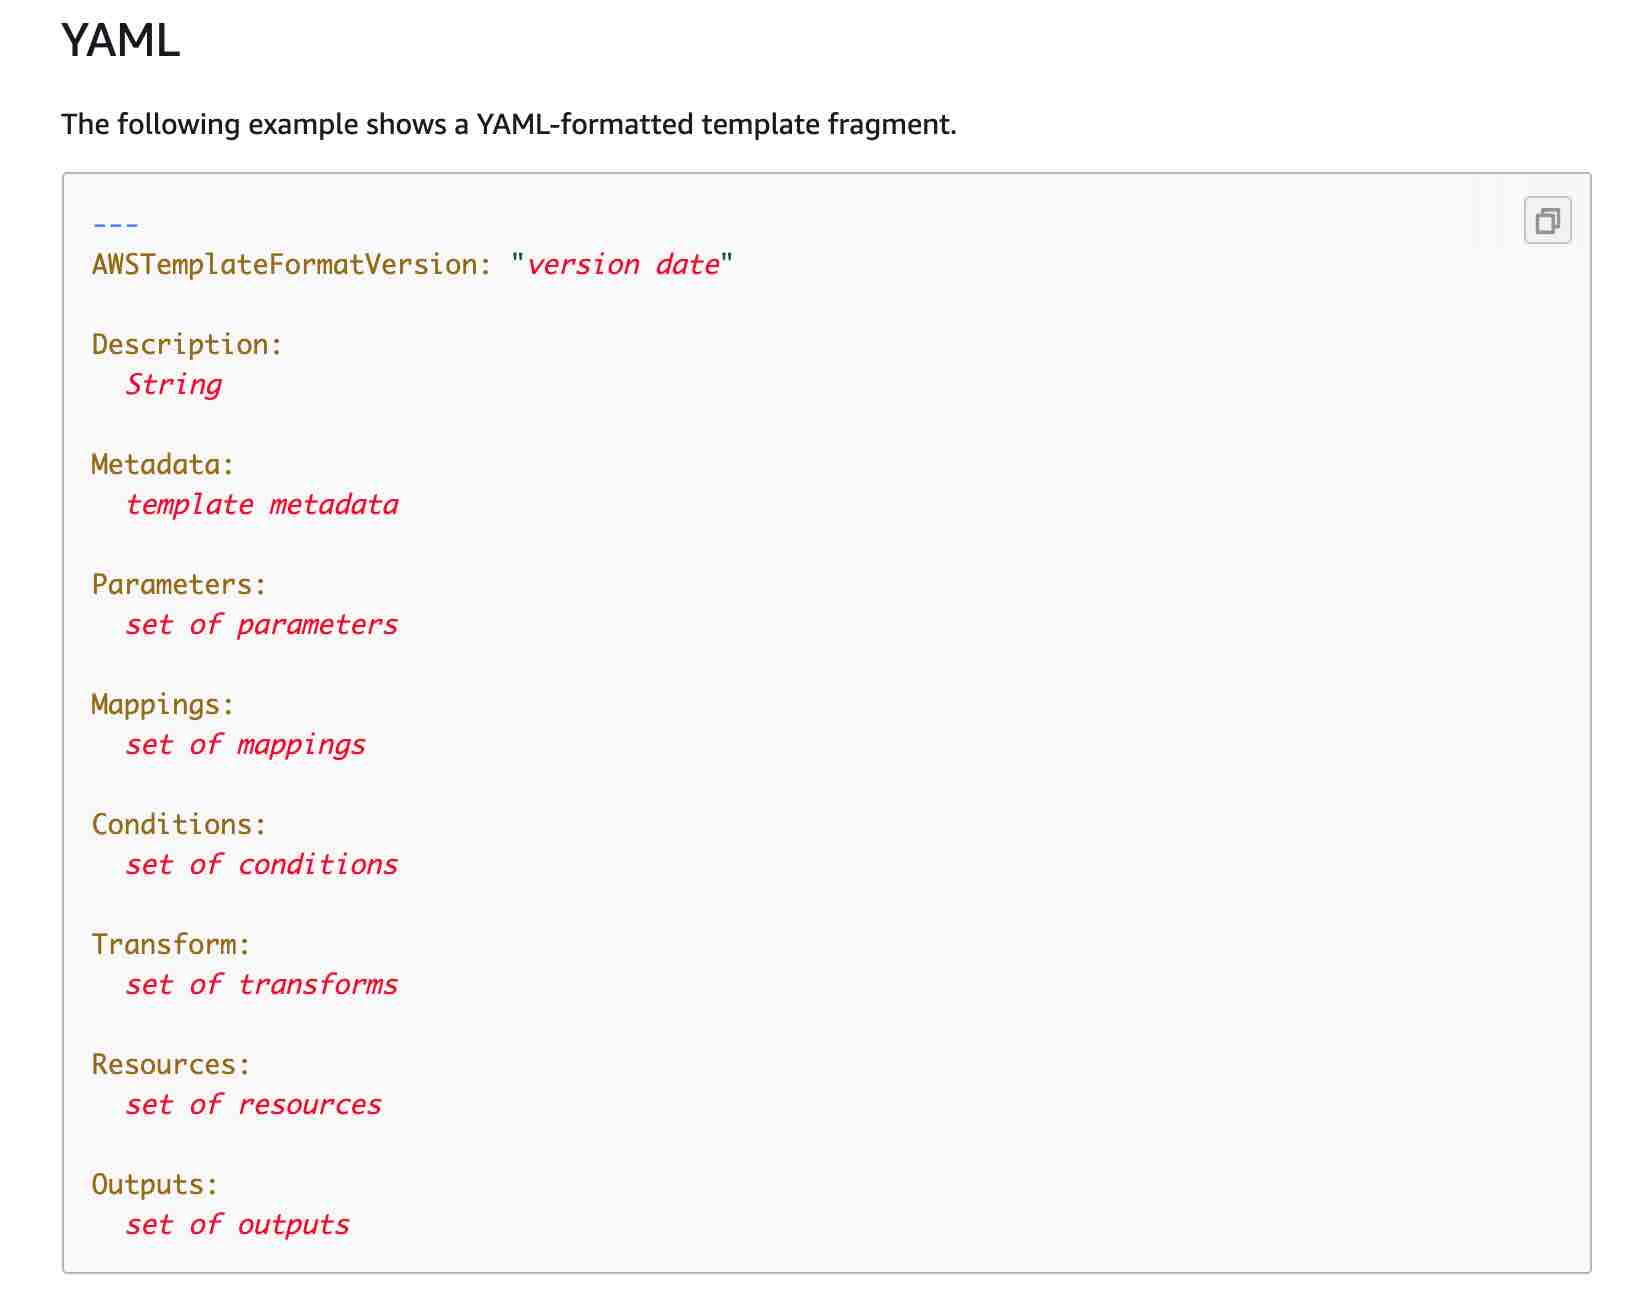 YAML
The following example shows a YAML-formatted template fragment.
---
AWSTemplateFormatVersion: "version date"
Description:
  String
Metadata:
  template metadata
Parameters:
  set of parameters
Mappings:
  set of mappings
Conditions:
  set of conditions
Transform:
  set of transforms
Resources:
  set of resources
Outputs:
  set of outputs